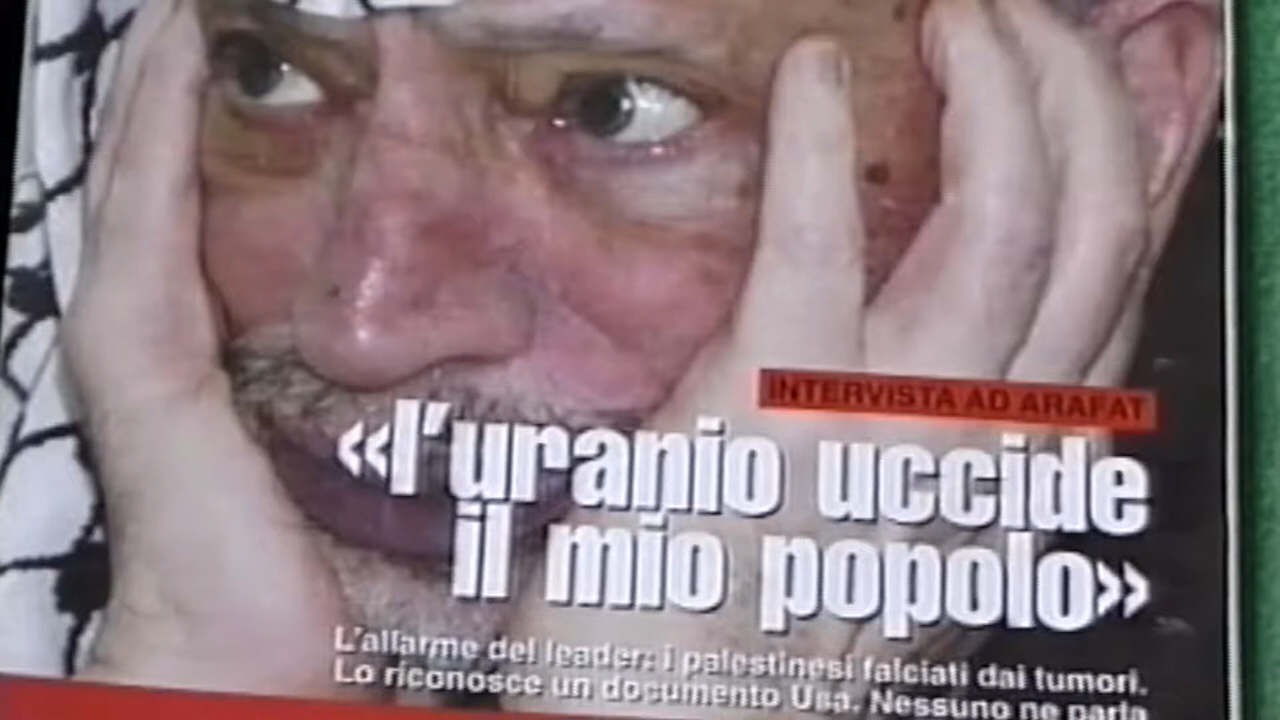 INTERVISTA AD ARAFAT
«l'uranio uccide
il mio popolo»
L'allarme del leader: i palestinesi falciati dai tumori.
Lo riconosce un documento Usa. Nessuno ne parla